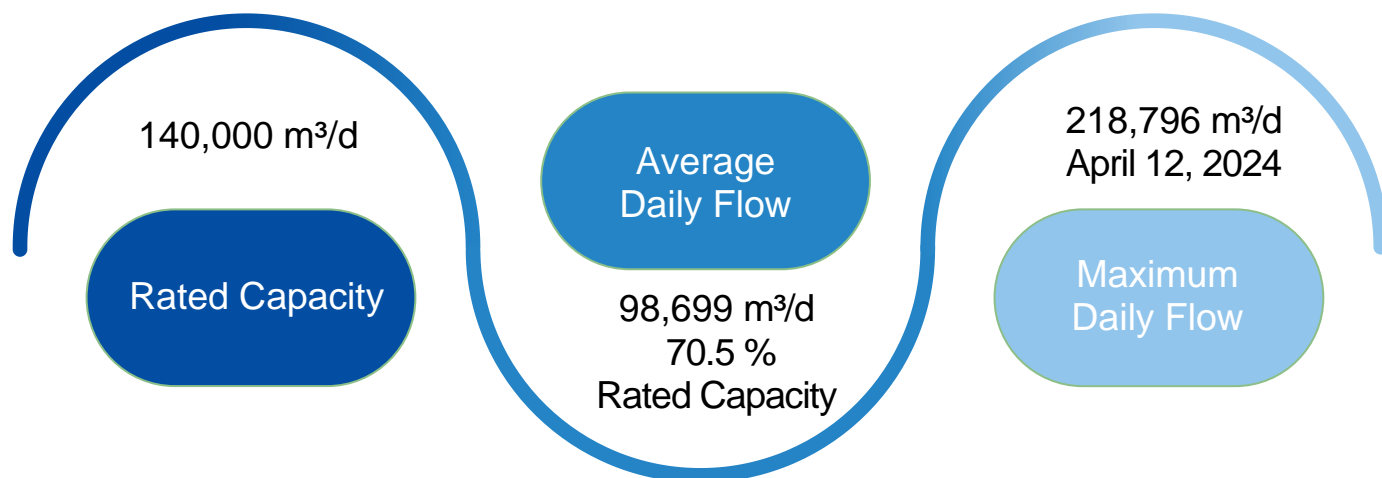 140,000 m³/d
Rated Capacity
Average
Daily Flow
98,699 m³/d
70.5 %
Rated Capacity
218,796 m³/d
April 12, 2024
Maximum
Daily Flow